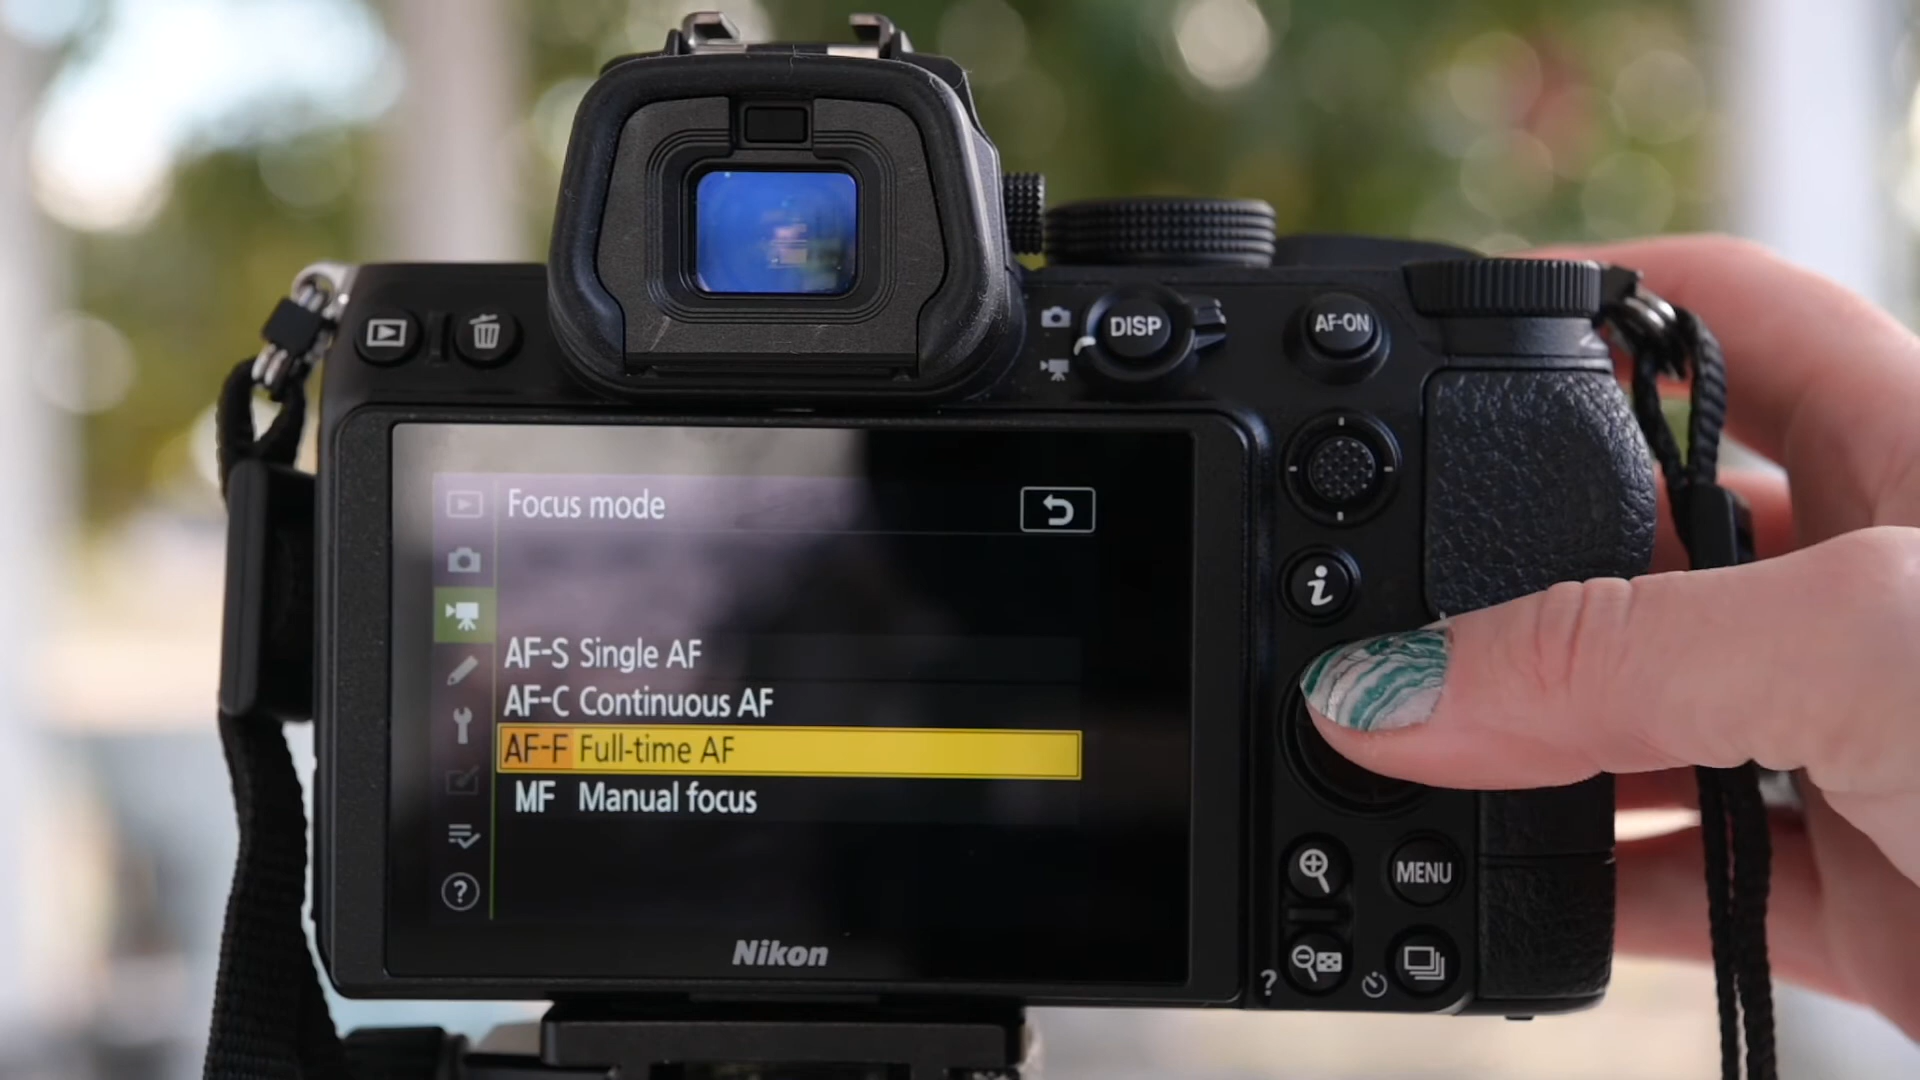 DISP
AF-ON
Focus mode
i
AF-S Single AF
AF-C Continuous AF
AF-F Full-time AF
MF Manual focus
?
MENU
Nikon
?